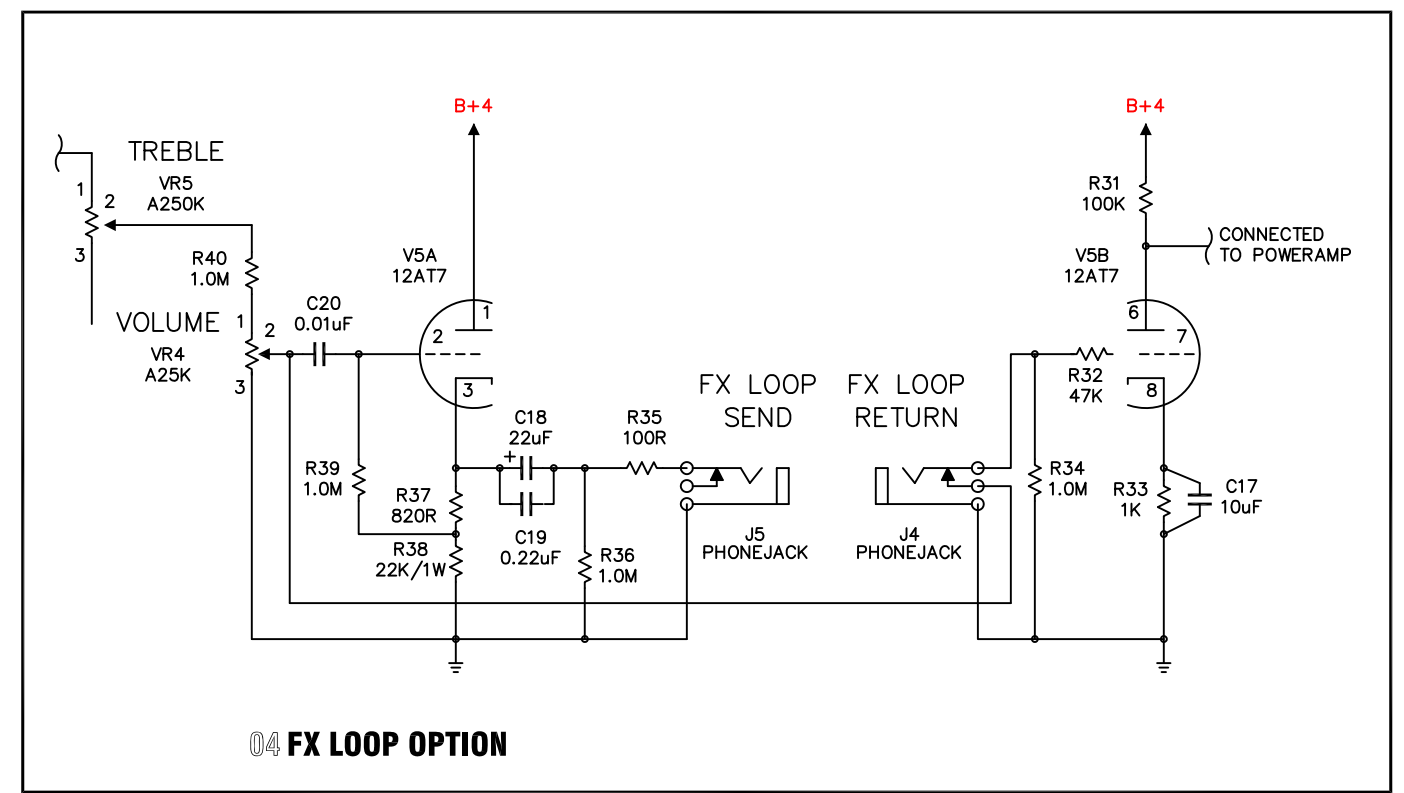 B+4
B+4
TREBLE
VR5
A250K
1
2
3
R40
1.0M
VOLUME
1
2
3
VR4
A25K
C20
0.01uF
V5A
12AT7
1
2
3
R39
1.0M
R37
820R
R38
22K/1W
C18
22uF
+
C19
0.22uF
R35
100R
R36
1.0M
FX LOOP
SEND
J5
PHONEJACK
FX LOOP
RETURN
J4
PHONEJACK
R34
1.0M
R32
47K
R31
100K
CONNECTED
TO POWERAMP
V5B
12AT7
6
7
8
R33
1K
C17
10uF
04 FX LOOP OPTION